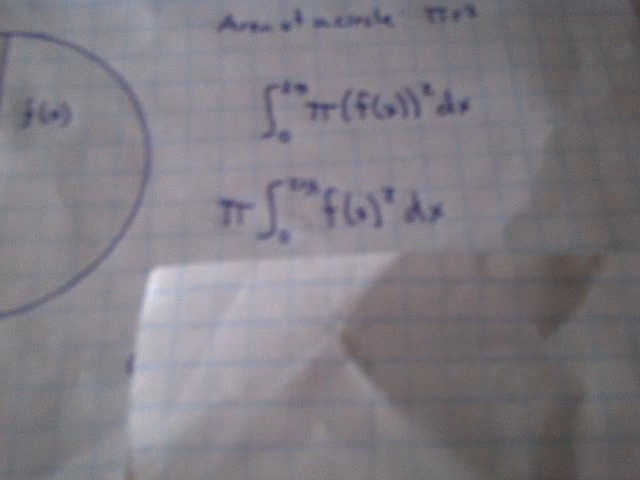 Area of a circle πr²
f(x)
∫₀ π(f(x))² dx
π∫₀ f(x)² dx